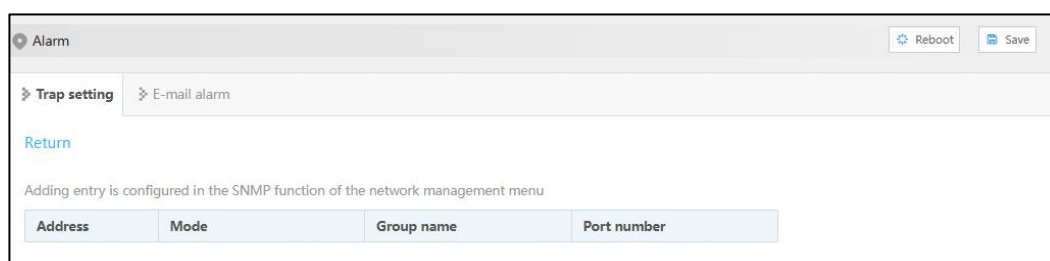 Alarm Reboot Save
Trap setting E-mail alarm
Return
Adding entry is configured in the SNMP function of the network management menu
Address Mode Group name Port number